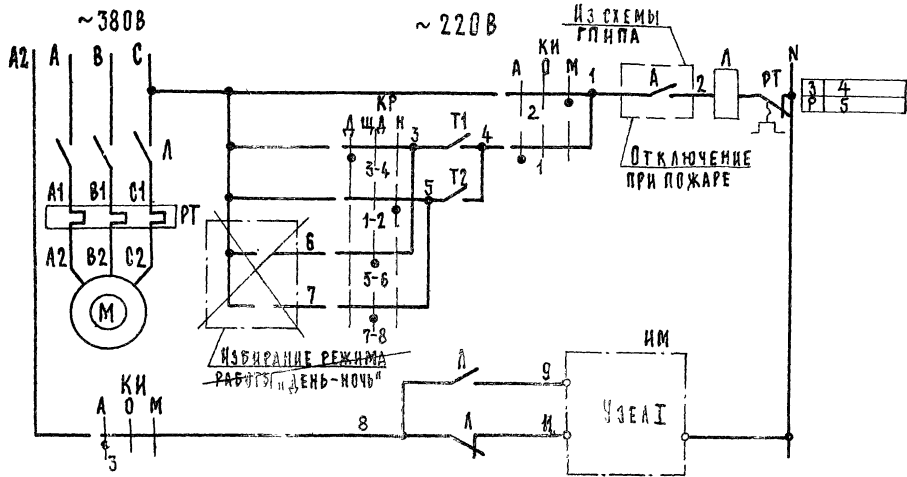 ~380В
~220В
Из схемы
ГПИПА
А2 А В С
КИ
А О М
1
А
2
Л
РТ
N
3 4
Р 5
2
КР
Д ЩД Н
3
Т1
4
Л
3-4
1
Отключение
при пожаре
А1 В1 С1
РТ
5
Т2
1-2
А2 В2 С2
6
5-6
М
7
7-8
Избирание режима
работы „День-ночь"
ИМ
Л
9
Узел I
КИ
А О М
8
Л
11
3